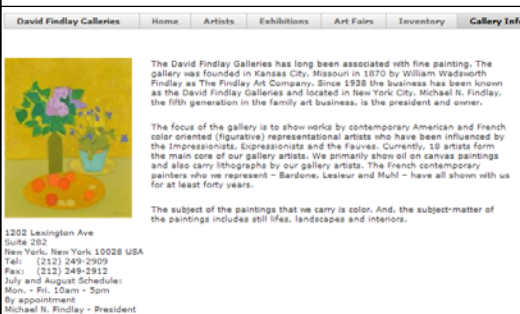 David Findlay Galleries Home Artists Exhibitions Art Fairs Inventory Gallery Info
The David Findlay Galleries has long been associated with fine painting. The
gallery was founded in Kansas City, Missouri in 1870 by William Wadsworth
Findlay as The Findlay Art Company. Since 1938 the business has been known
as the David Findlay Galleries and located in New York City. Michael N. Findlay,
the fifth generation in the family art business, is the president and owner.
The focus of the gallery is to show works by contemporary American and French
color oriented (figurative) representational artists who have been influenced by
the Impressionists, Expressionists and the Fauves. Currently, 10 artists form
the main core of our gallery artists. We primarily show oil on canvas paintings
and also carry lithographs by our gallery artists. The French contemporary
painters who we represent – Bardone, Lesieur and Muhl – have all shown with us
for at least forty years.
The subject of the paintings that we carry is color. And, the subject-matter of
the paintings includes still lifes, landscapes and interiors.
1202 Lexington Ave
Suite 282
New York, New York 10028 USA
Tel: (212) 249-2909
Fax: (212) 249-2912
July and August Schedule:
Mon. - Fri. 10am - 5pm
By appointment
Michael N. Findlay - President